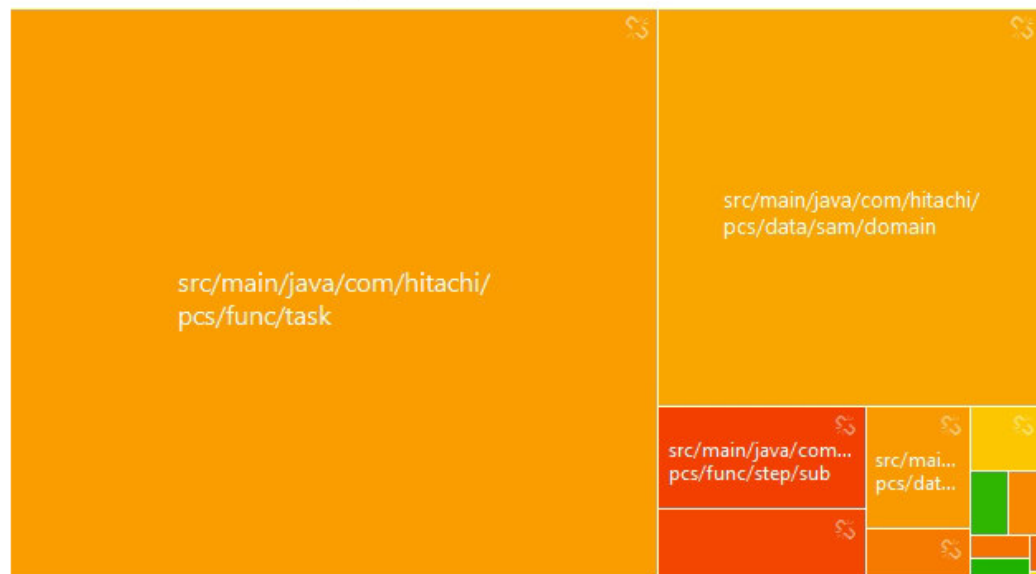 src/main/java/com/hitachi/
pcs/func/task
src/main/java/com/hitachi/
pcs/data/sam/domain
src/main/java/com...
pcs/func/step/sub
src/mai...
pcs/dat...